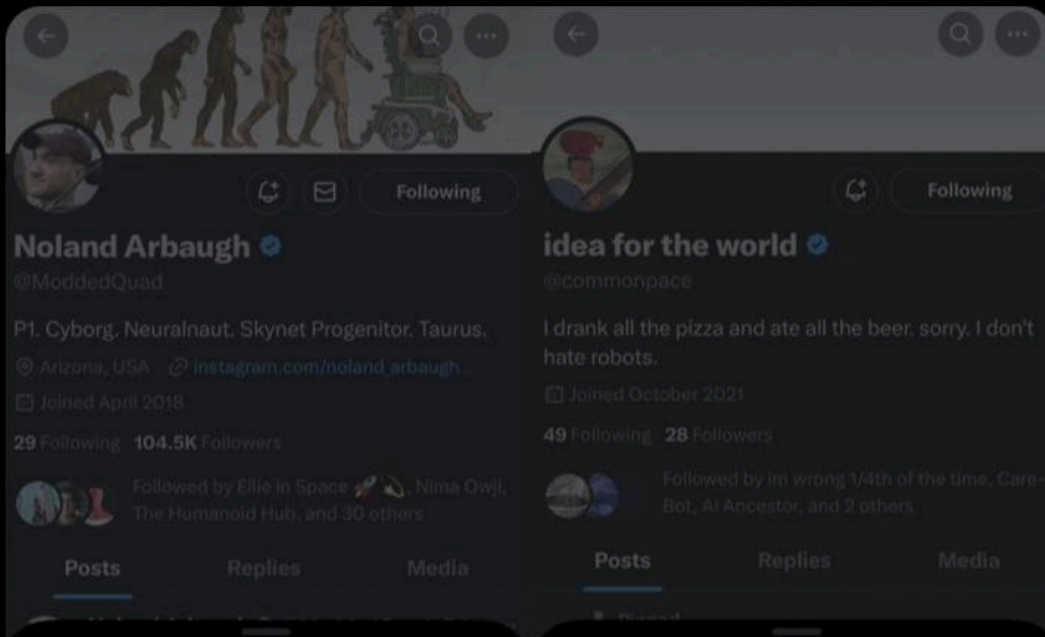 Following
Noland Arbaugh
@ModdedQuad
P1. Cyborg. Neuralnaut. Skynet Progenitor. Taurus.
Arizona, USA instagram.com/noland_arbaugh...
Joined April 2018
29 Following 104.5K Followers
Followed by Ellie in Space 🚀🌎, Nima Owji,
The Humanoid Hub, and 30 others
Posts Replies Media
Following
idea for the world
@commonpace
I drank all the pizza and ate all the beer. sorry. I don't
hate robots.
Joined October 2021
49 Following 28 Followers
Followed by im wrong 1/4th of the time, Care-
Bot, Ai Ancestor, and 2 others
Posts Replies Media
Pinned